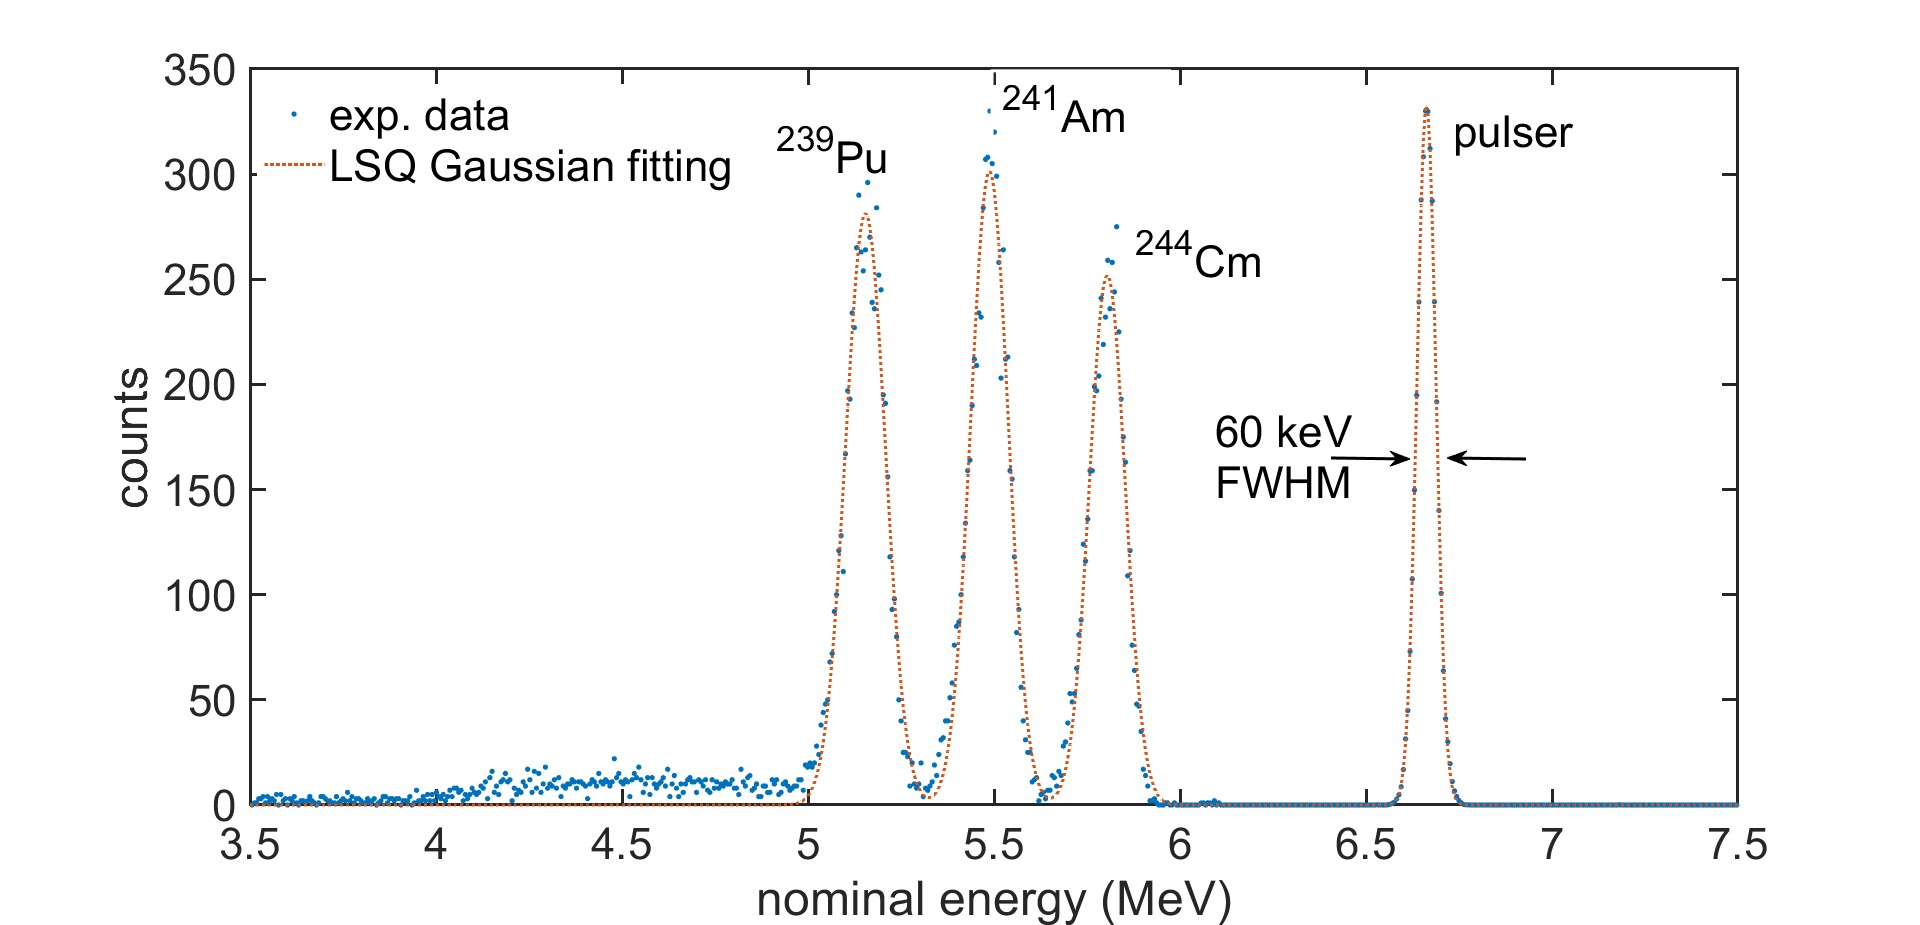 350
300
250
200
150
100
50
0
counts
exp. data
LSQ Gaussian fitting
²³⁹Pu
²⁴¹Am
²⁴⁴Cm
pulser
60 keV
FWHM
3.5 4 4.5 5 5.5 6 6.5 7 7.5
nominal energy (MeV)